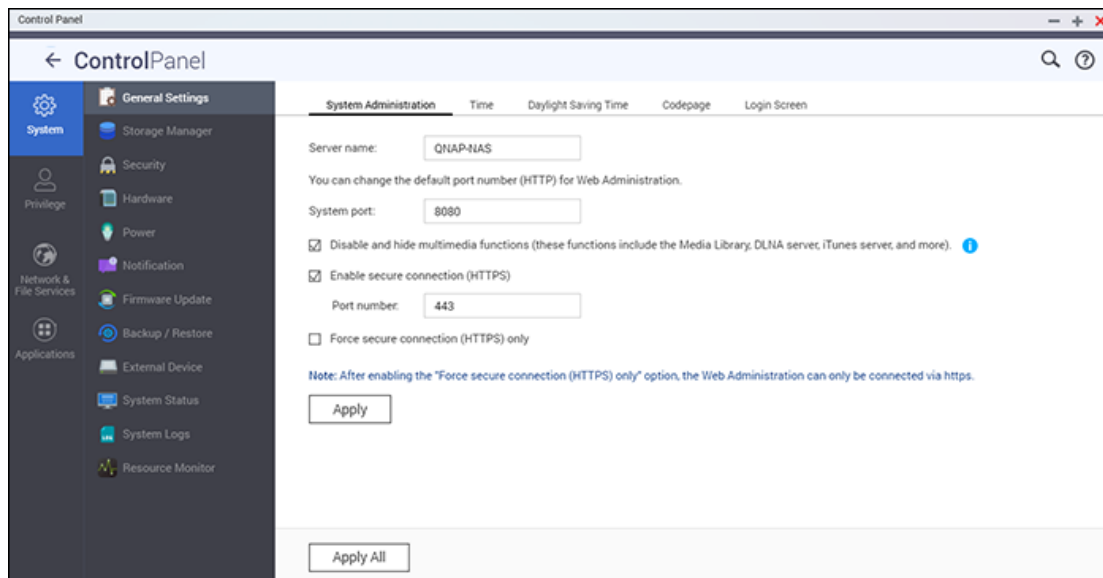 Control Panel
ControlPanel
System
Privilege
Network &
File Services
Applications
General Settings
Storage Manager
Security
Hardware
Power
Notification
Firmware Update
Backup / Restore
External Device
System Status
System Logs
Resource Monitor
System Administration Time Daylight Saving Time Codepage Login Screen
Server name: QNAP-NAS
You can change the default port number (HTTP) for Web Administration.
System port: 8080
Disable and hide multimedia functions (these functions include the Media Library, DLNA server, iTunes server, and more).
Enable secure connection (HTTPS)
Port number: 443
Force secure connection (HTTPS) only
Note: After enabling the "Force secure connection (HTTPS) only" option, the Web Administration can only be connected via https.
Apply
Apply All